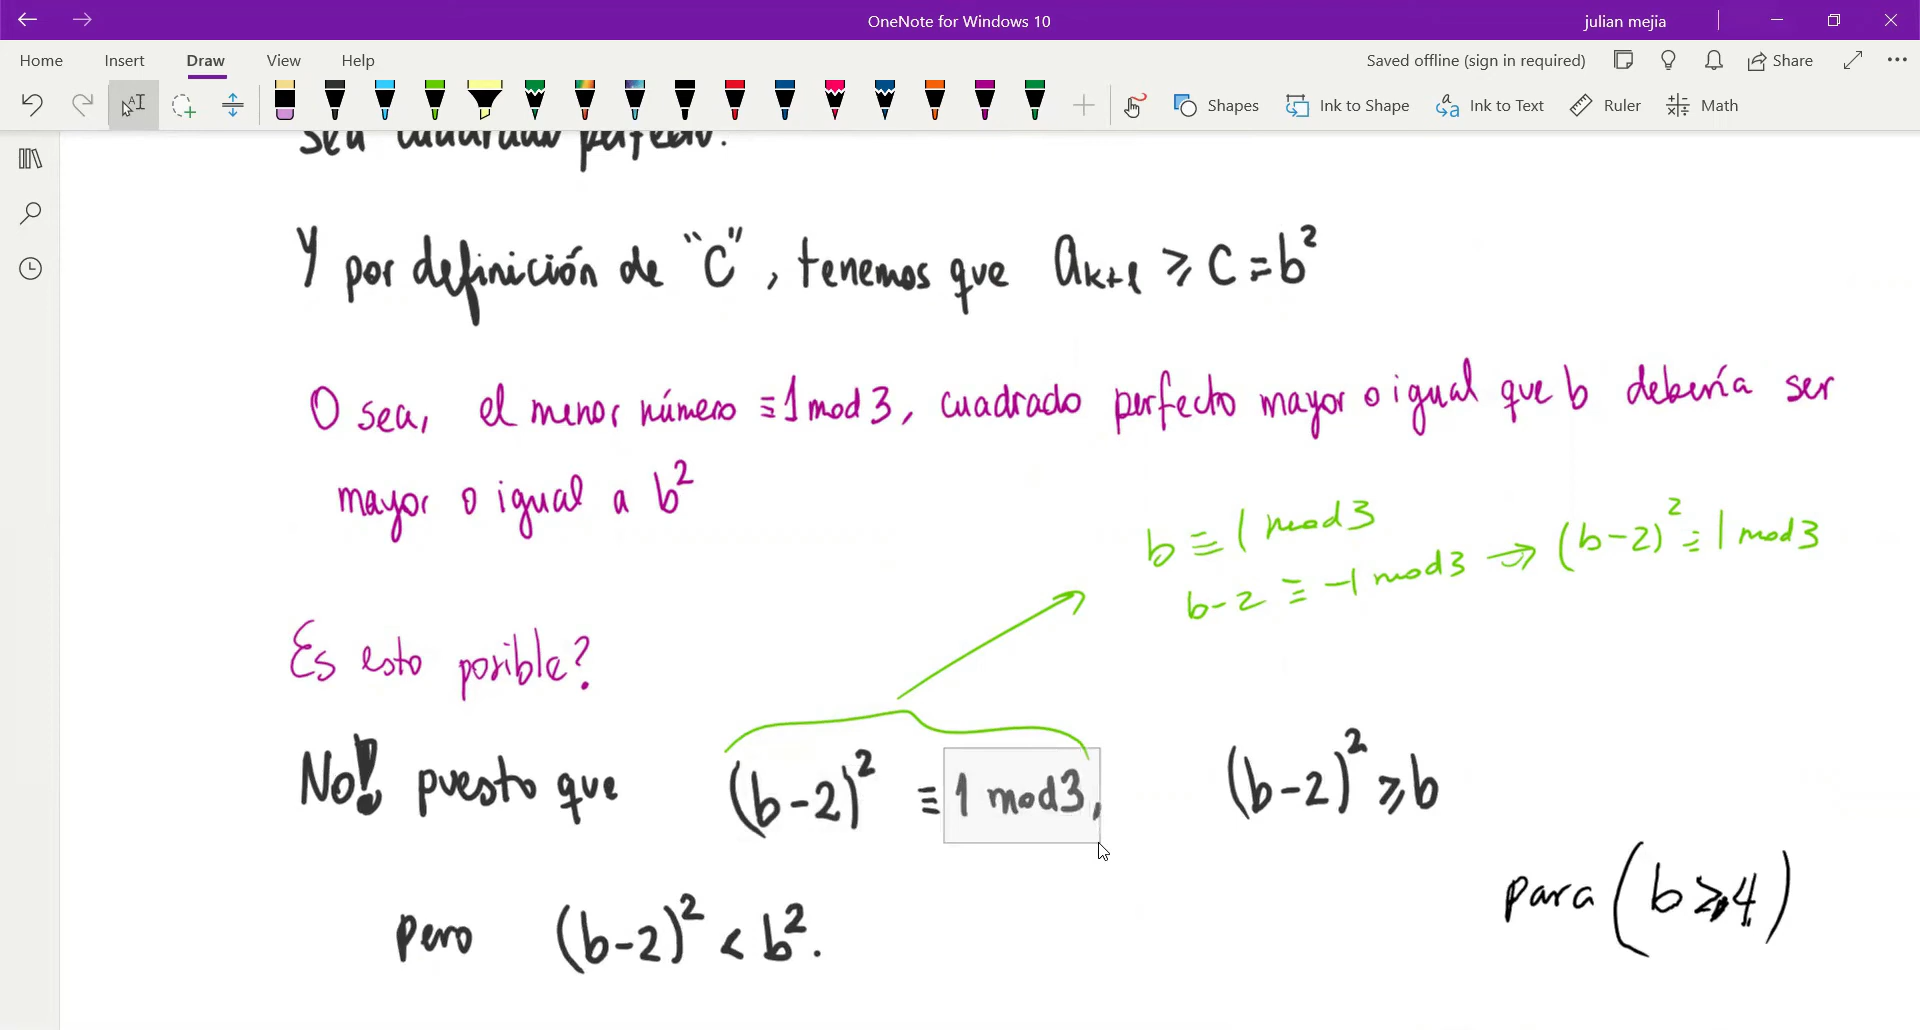 OneNote for Windows 10
julian mejia
Home Insert Draw View Help
Saved offline (sign in required) Share
Shapes Ink to Shape Ink to Text Ruler Math
sea cuadrado perfecto.
Y por definición de "C", tenemos que a_{k+1} ≥ C = b²
O sea, el menor número ≡ 1 mod 3, cuadrado perfecto mayor o igual que b debería ser
mayor o igual a b²
b ≡ 1 mod 3
b-2 ≡ -1 mod 3 → (b-2)² ≡ 1 mod 3
Es esto posible?
No! puesto que (b-2)² ≡ 1 mod 3, (b-2)² ≥ b
para (b ≥ 4)
pero (b-2)² < b².